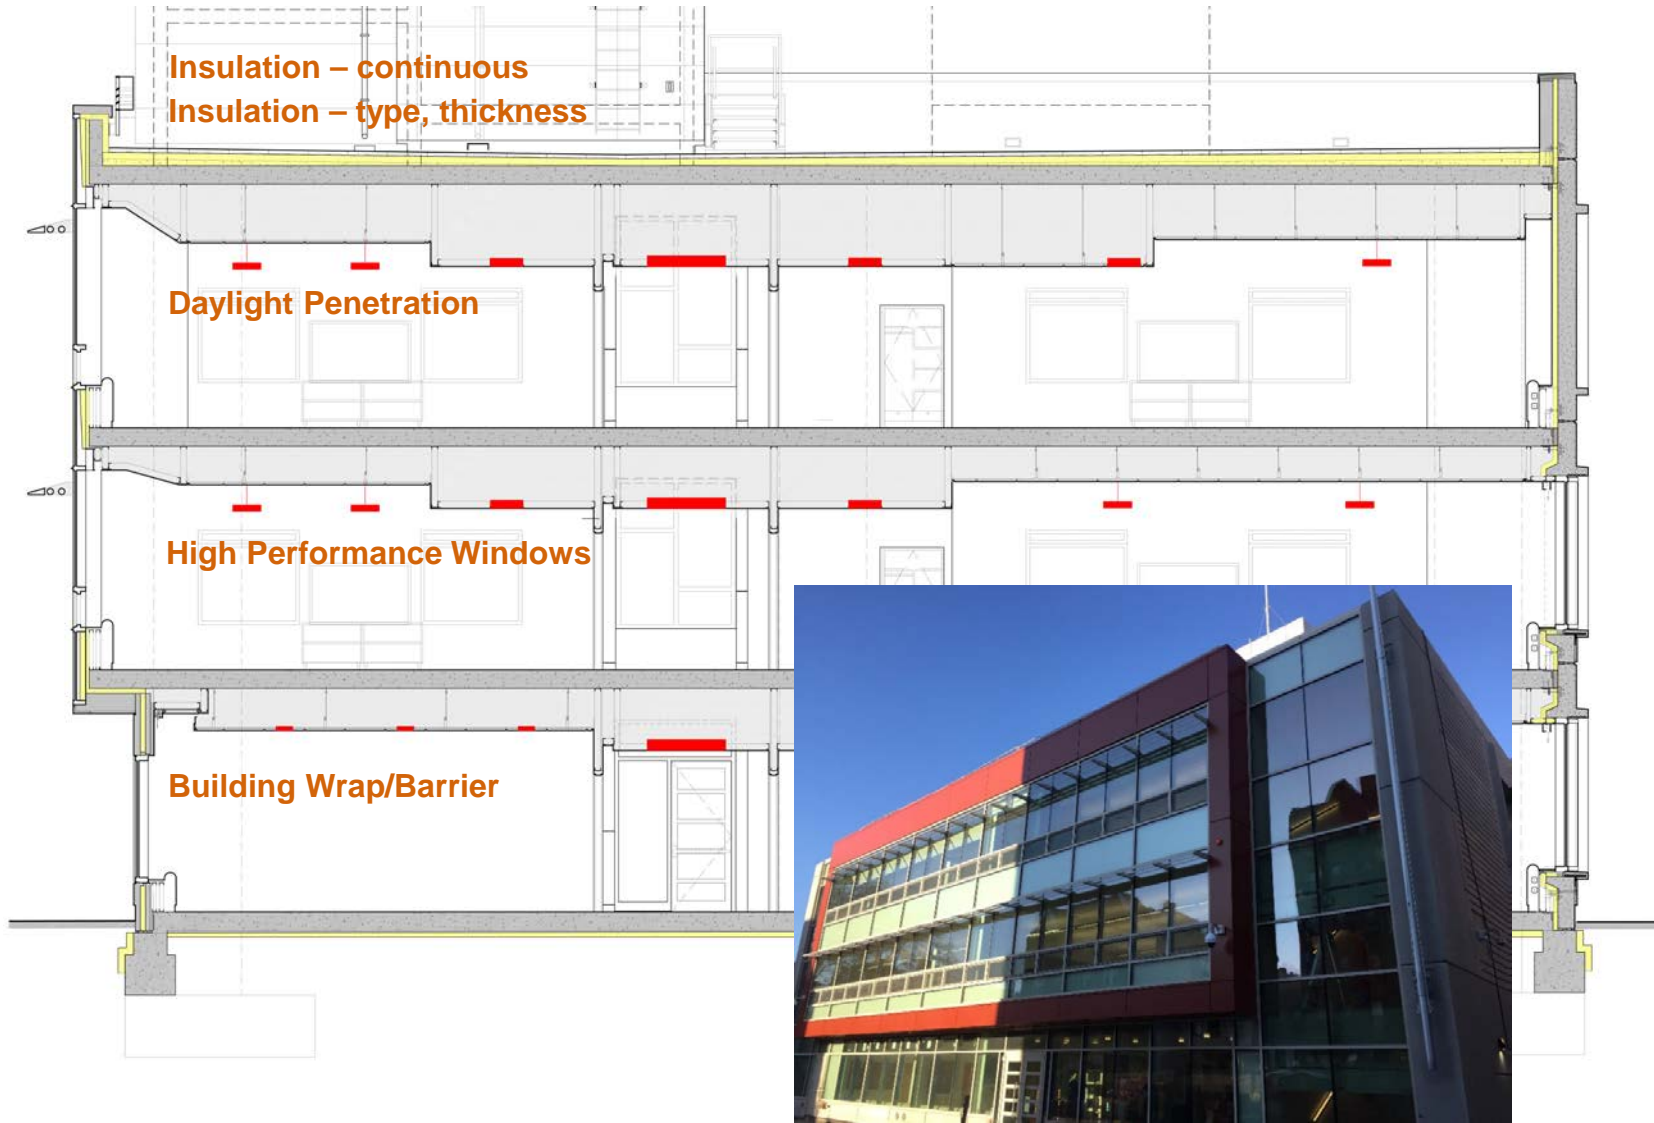 Insulation – continuous
Insulation – type, thickness
Daylight Penetration
High Performance Windows
Building Wrap/Barrier